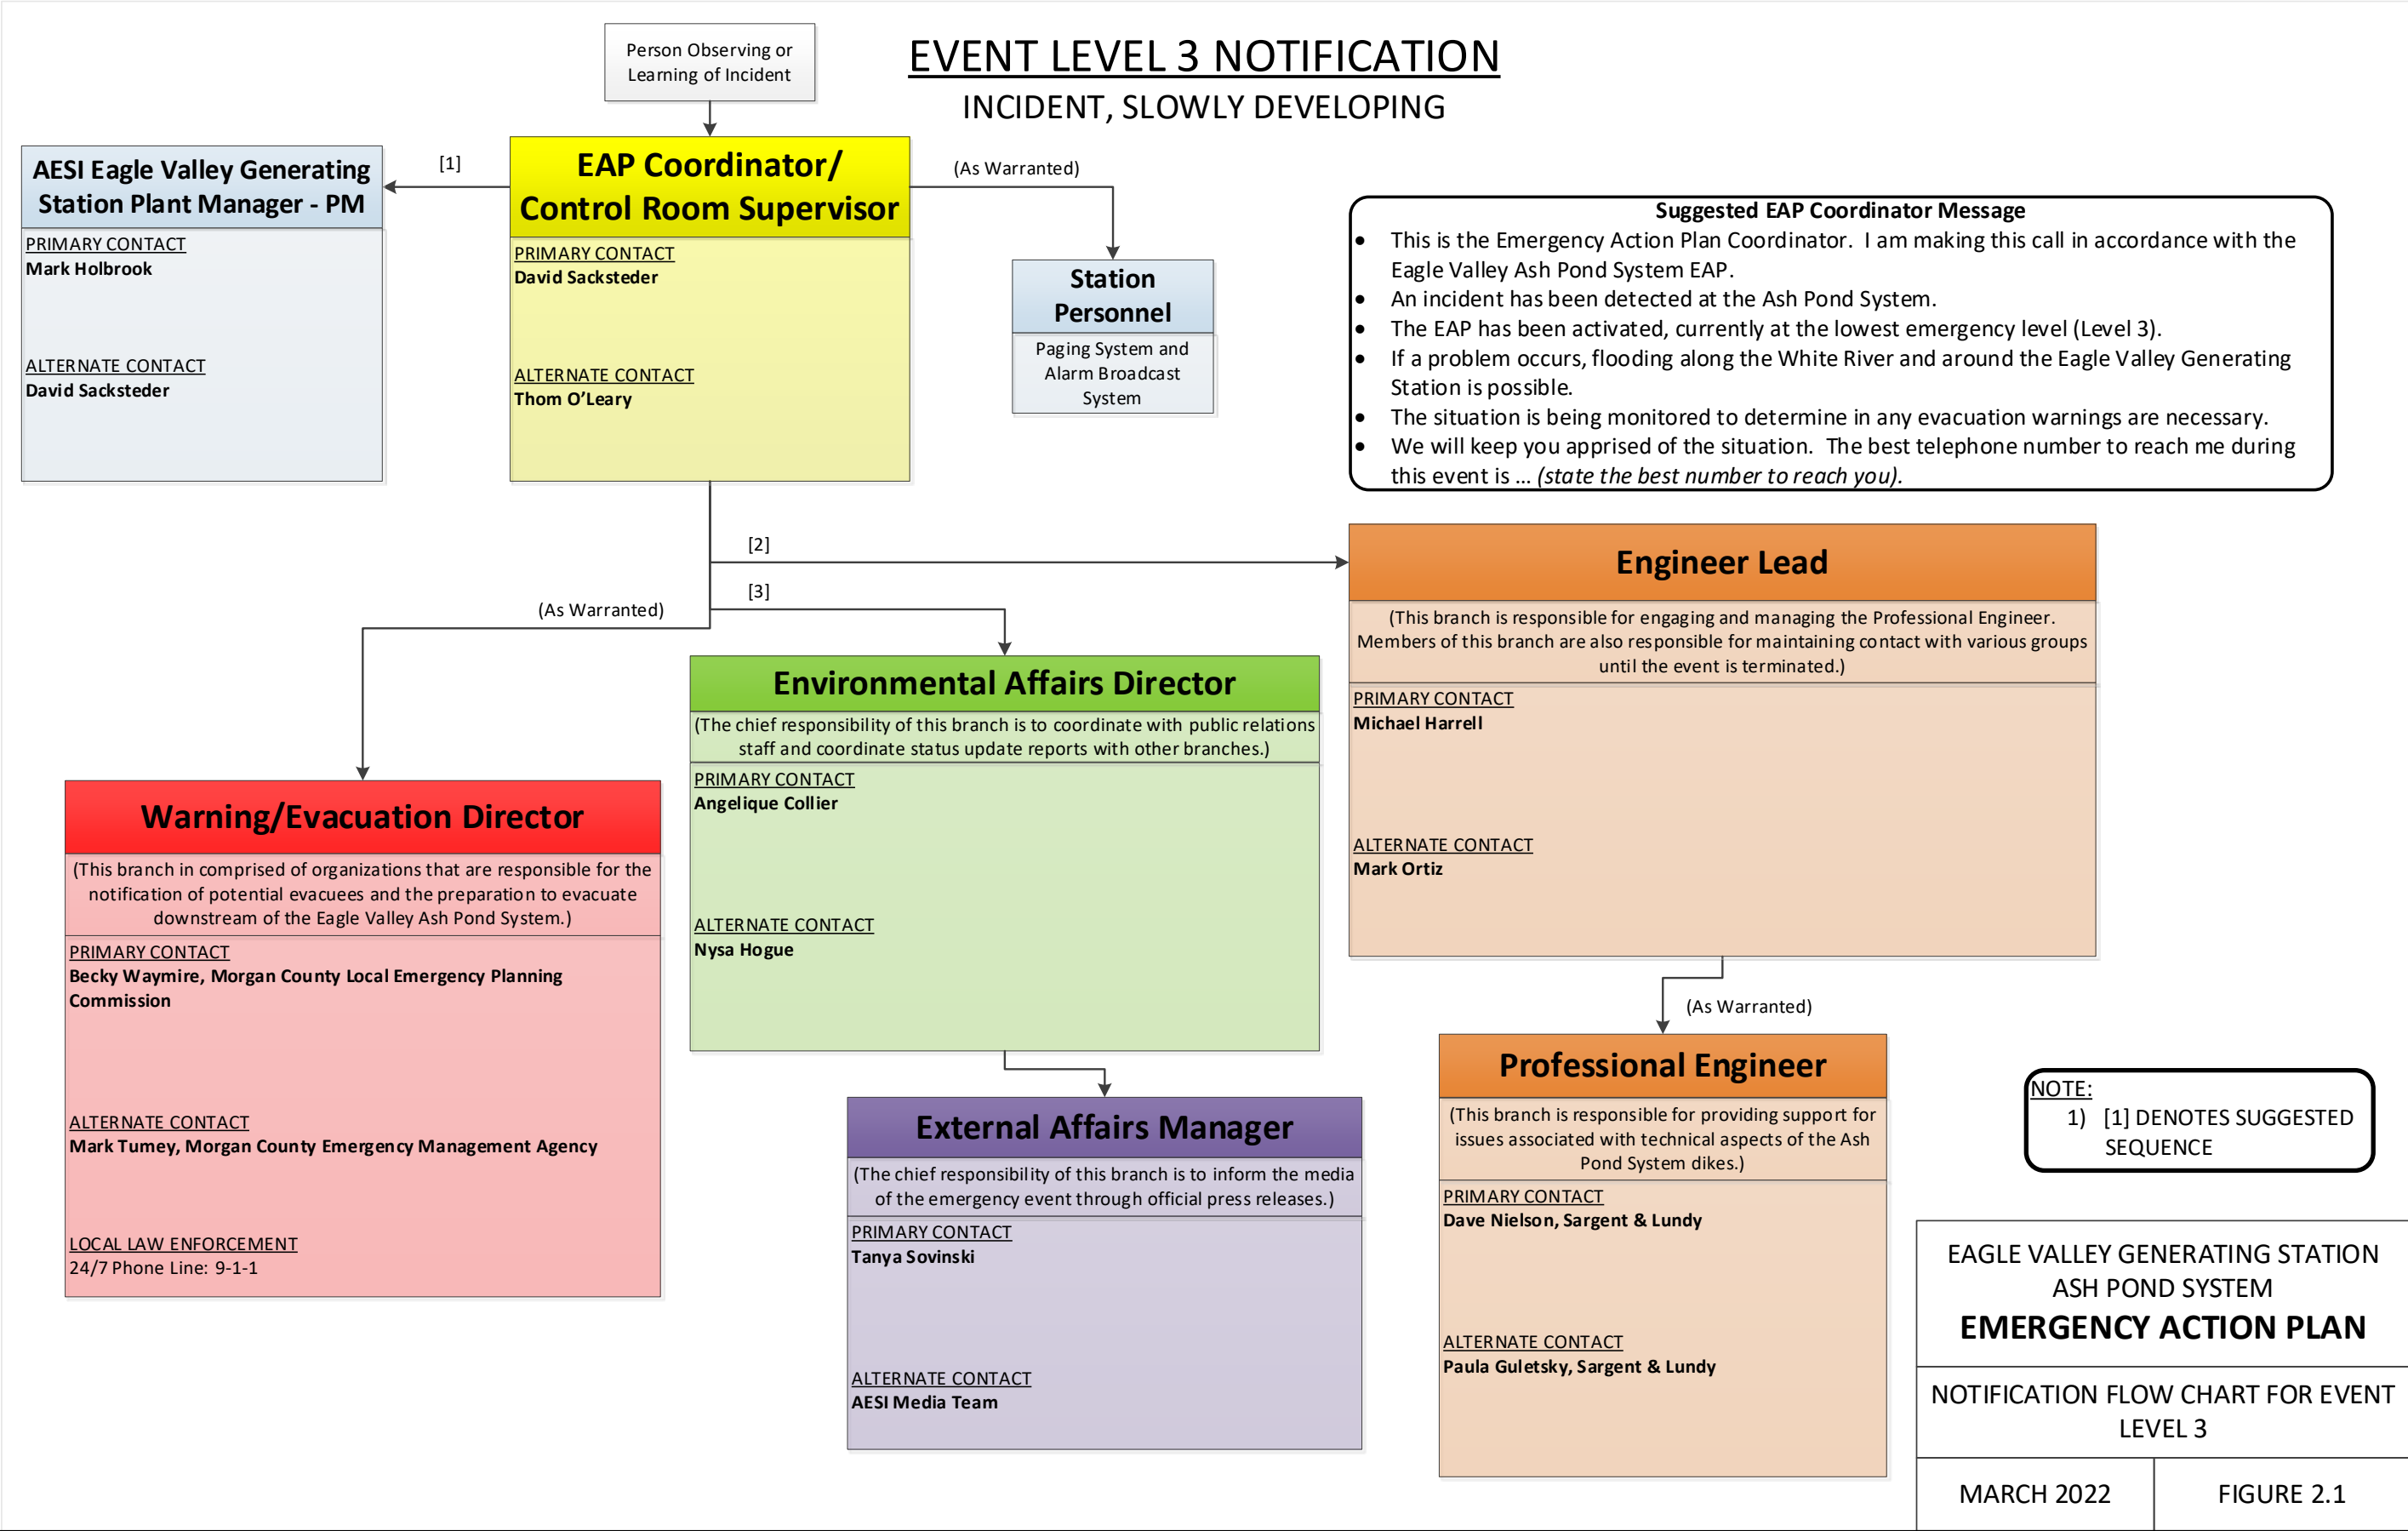 Person Observing or
Learning of Incident
EVENT LEVEL 3 NOTIFICATION
INCIDENT, SLOWLY DEVELOPING
AESI Eagle Valley Generating
Station Plant Manager - PM
PRIMARY CONTACT
Mark Holbrook
ALTERNATE CONTACT
David Sacksteder
[1]
EAP Coordinator/
Control Room Supervisor
PRIMARY CONTACT
David Sacksteder
ALTERNATE CONTACT
Thom O’Leary
(As Warranted)
Station
Personnel
Paging System and
Alarm Broadcast
System
Suggested EAP Coordinator Message
• This is the Emergency Action Plan Coordinator. I am making this call in accordance with the
Eagle Valley Ash Pond System EAP.
• An incident has been detected at the Ash Pond System.
• The EAP has been activated, currently at the lowest emergency level (Level 3).
• If a problem occurs, flooding along the White River and around the Eagle Valley Generating
Station is possible.
• The situation is being monitored to determine in any evacuation warnings are necessary.
• We will keep you apprised of the situation. The best telephone number to reach me during
this event is ... (state the best number to reach you).
[2]
[3]
(As Warranted)
Engineer Lead
(This branch is responsible for engaging and managing the Professional Engineer.
Members of this branch are also responsible for maintaining contact with various groups
until the event is terminated.)
PRIMARY CONTACT
Michael Harrell
ALTERNATE CONTACT
Mark Ortiz
Environmental Affairs Director
(The chief responsibility of this branch is to coordinate with public relations
staff and coordinate status update reports with other branches.)
PRIMARY CONTACT
Angelique Collier
ALTERNATE CONTACT
Nysa Hogue
Warning/Evacuation Director
(This branch in comprised of organizations that are responsible for the
notification of potential evacuees and the preparation to evacuate
downstream of the Eagle Valley Ash Pond System.)
PRIMARY CONTACT
Becky Waymire, Morgan County Local Emergency Planning
Commission
ALTERNATE CONTACT
Mark Tumey, Morgan County Emergency Management Agency
LOCAL LAW ENFORCEMENT
24/7 Phone Line: 9-1-1
External Affairs Manager
(The chief responsibility of this branch is to inform the media
of the emergency event through official press releases.)
PRIMARY CONTACT
Tanya Sovinski
ALTERNATE CONTACT
AESI Media Team
(As Warranted)
Professional Engineer
(This branch is responsible for providing support for
issues associated with technical aspects of the Ash
Pond System dikes.)
PRIMARY CONTACT
Dave Nielson, Sargent & Lundy
ALTERNATE CONTACT
Paula Guletsky, Sargent & Lundy
NOTE:
1) [1] DENOTES SUGGESTED
SEQUENCE
EAGLE VALLEY GENERATING STATION
ASH POND SYSTEM
EMERGENCY ACTION PLAN
NOTIFICATION FLOW CHART FOR EVENT
LEVEL 3
MARCH 2022
FIGURE 2.1